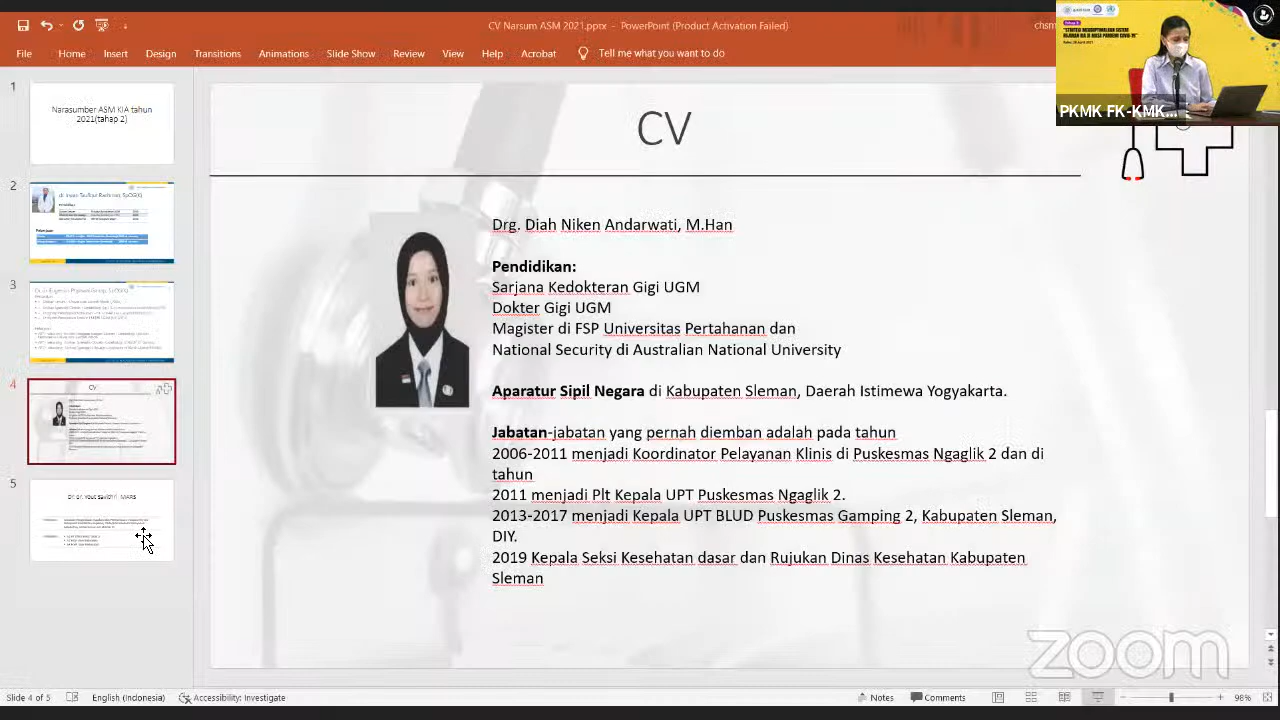 CV Narsum ASM 2021.pptx - PowerPoint (Product Activation Failed)
File Home Insert Design Transitions Animations Slide Show Review View Help Acrobat Tell me what you want to do
1
Narasumber ASM KIA tahun
2021(tahap 2)
2
3
4
CV
5
CV
Drg. Diah Niken Andarwati, M.Han
Pendidikan:
Sarjana Kedokteran Gigi UGM
Dokter Gigi UGM
Magister di FSP Universitas Pertahanan dan
National Security di Australian National University
Aparatur Sipil Negara di Kabupaten Sleman, Daerah Istimewa Yogyakarta.
Jabatan-jabatan yang pernah diemban adalah pada tahun
2006-2011 menjadi Koordinator Pelayanan Klinis di Puskesmas Ngaglik 2 dan di
tahun
2011 menjadi Plt Kepala UPT Puskesmas Ngaglik 2.
2013-2017 menjadi Kepala UPT BLUD Puskesmas Gamping 2, Kabupaten Sleman,
DIY.
2019 Kepala Seksi Kesehatan dasar dan Rujukan Dinas Kesehatan Kabupaten
Sleman
PKMK FK-KMK...
zoom
Slide 4 of 5 English (Indonesia) Accessibility: Investigate Notes Comments 98%